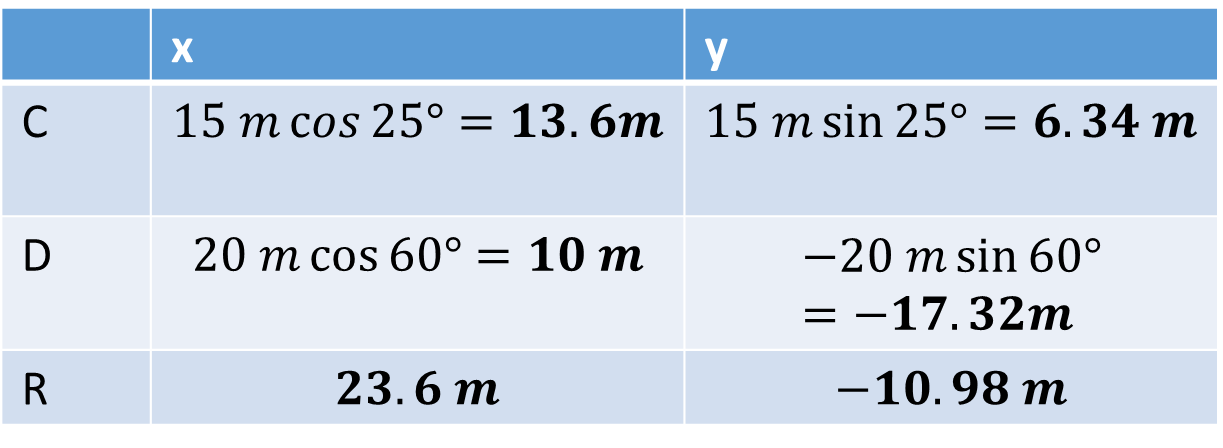 x y
C 15 m cos 25° = 13.6m 15 m sin 25° = 6.34 m
D 20 m cos 60° = 10 m −20 m sin 60°
= −17.32m
R 23.6 m −10.98 m